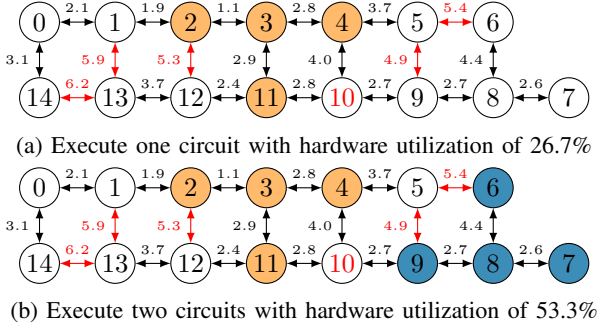 2.1 1.9 1.1 2.8 3.7 5.4
0 1 2 3 4 5 6
3.1 5.9 5.3 2.9 4.0 4.9 4.4
6.2 3.7 2.4 2.8 2.7 2.7 2.6
14 13 12 11 10 9 8 7
(a) Execute one circuit with hardware utilization of 26.7%
2.1 1.9 1.1 2.8 3.7 5.4
0 1 2 3 4 5 6
3.1 5.9 5.3 2.9 4.0 4.9 4.4
6.2 3.7 2.4 2.8 2.7 2.7 2.6
14 13 12 11 10 9 8 7
(b) Execute two circuits with hardware utilization of 53.3%